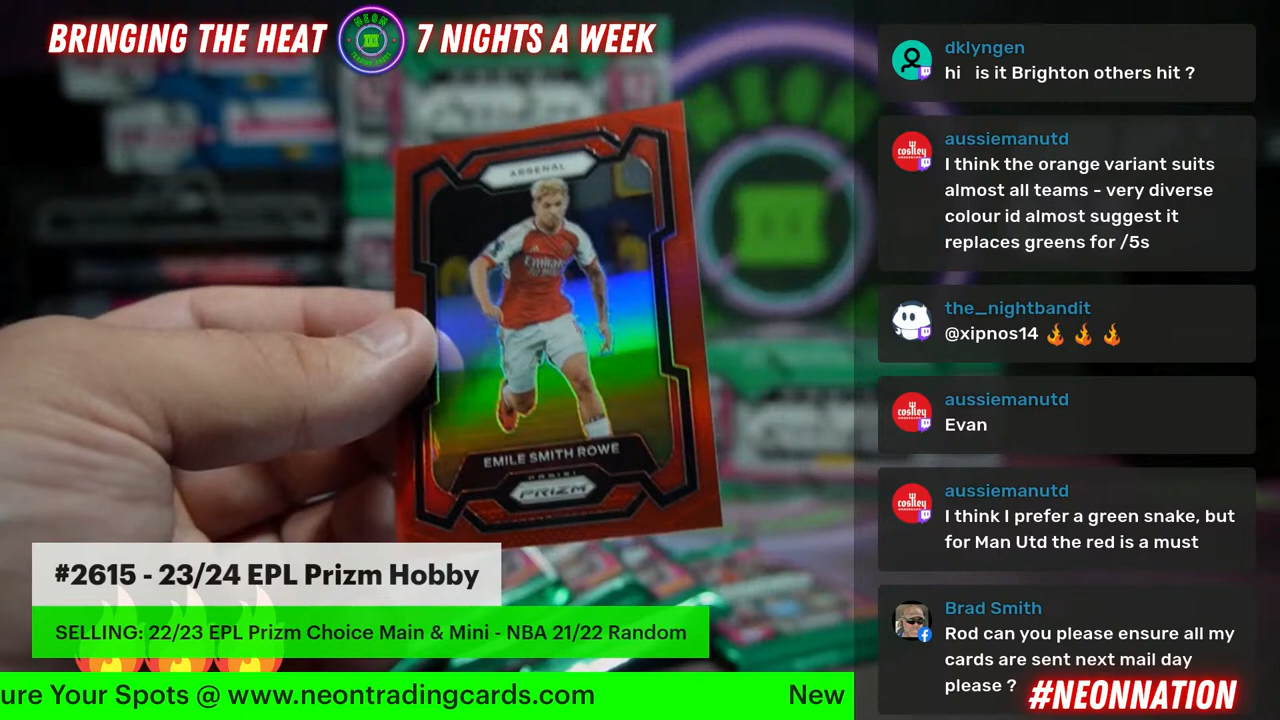 BRINGING THE HEAT
NEON
TRADING CARDS
7 NIGHTS A WEEK
ARSENAL
Emirates
EMILE SMITH ROWE
PANINI
PRIZM
#2615 - 23/24 EPL Prizm Hobby
SELLING: 22/23 EPL Prizm Choice Main & Mini - NBA 21/22 Random
ure Your Spots @ www.neontradingcards.com
New
dklyngen
hi is it Brighton others hit ?
aussiemanutd
I think the orange variant suits
almost all teams - very diverse
colour id almost suggest it
replaces greens for /5s
the_nightbandit
@xipnos14 🔥 🔥 🔥
aussiemanutd
Evan
aussiemanutd
I think I prefer a green snake, but
for Man Utd the red is a must
Brad Smith
Rod can you please ensure all my
cards are sent next mail day
please ?
#NEONNATION